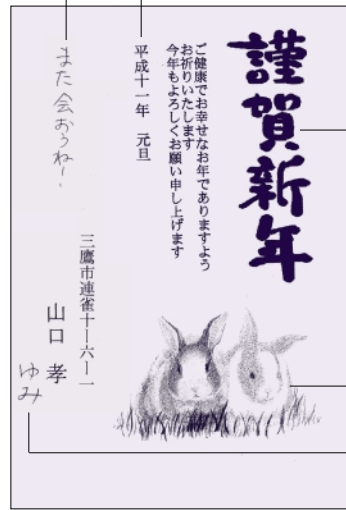 謹賀新年
ご健康でお幸せなお年でありますよう
お祈りいたします
今年もよろしくお願い申し上げます
平成十一年 元旦
また会おうねー
三鷹市連雀十ー六ー一
山口 孝
ゆみ